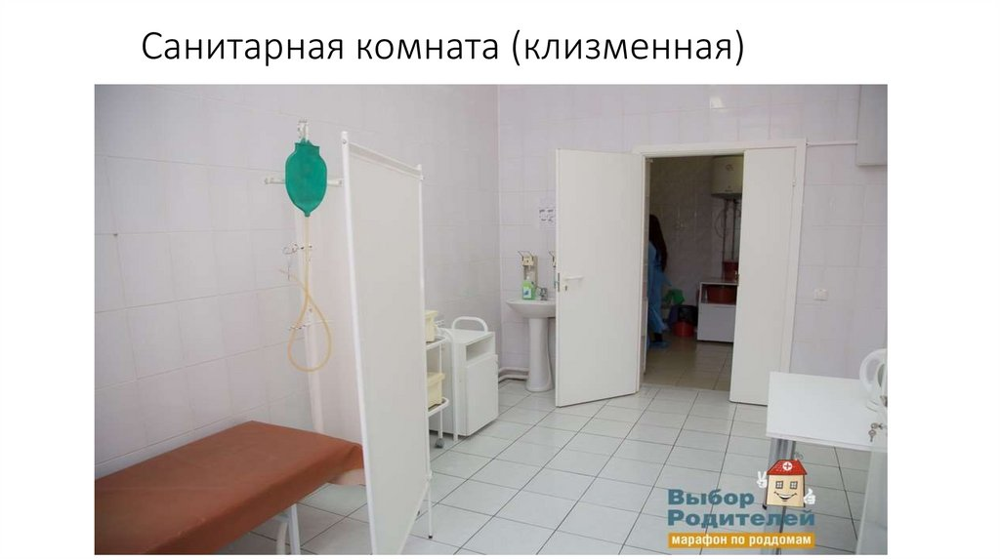 Санитарная комната (клизменная)
Выбор
Родителей
марафон по роддомам